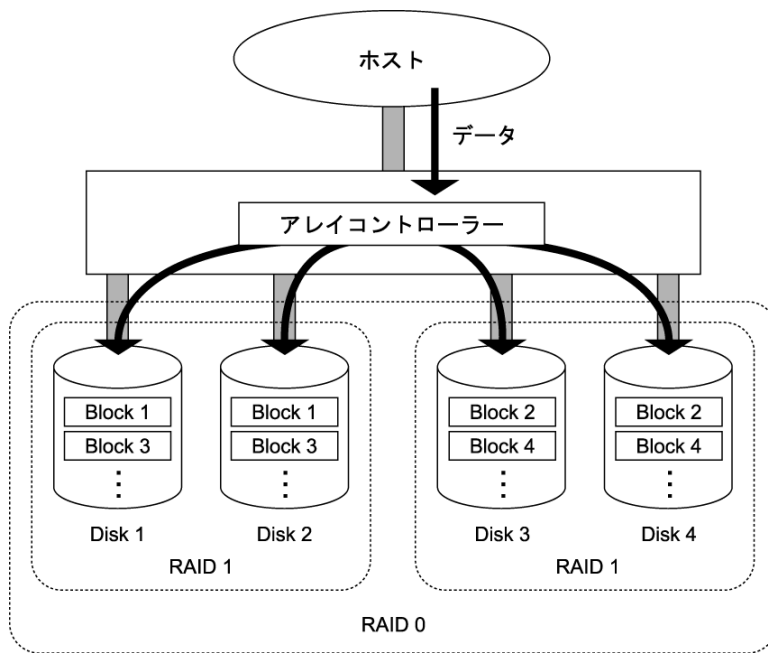 ホスト
データ
アレイコントローラー
Block 1
Block 3
Block 1
Block 3
Block 2
Block 4
Block 2
Block 4
Disk 1
Disk 2
Disk 3
Disk 4
RAID 1
RAID 1
RAID 0